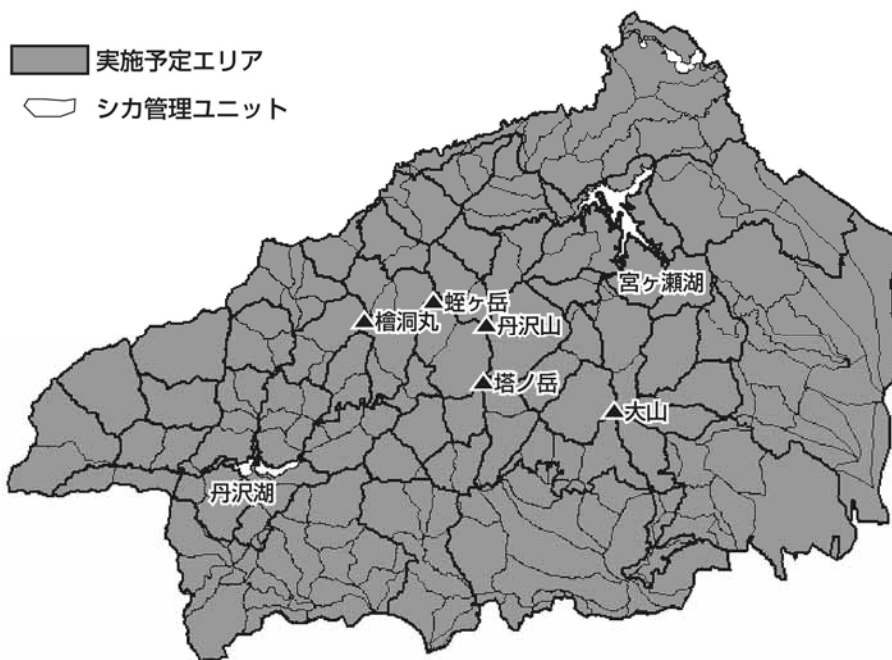 実施予定エリア
シカ管理ユニット
宮ヶ瀬湖
蛭ヶ岳
檜洞丸
丹沢山
塔ノ岳
大山
丹沢湖